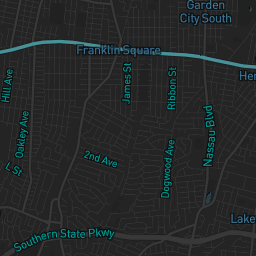 Garden
City South
Franklin Square
Hem
Hill Ave
James St
Ribbon St
Oakley Ave
Nassau Blvd
L St
2nd Ave
Dogwood Ave
Lake
Southern State Pkwy